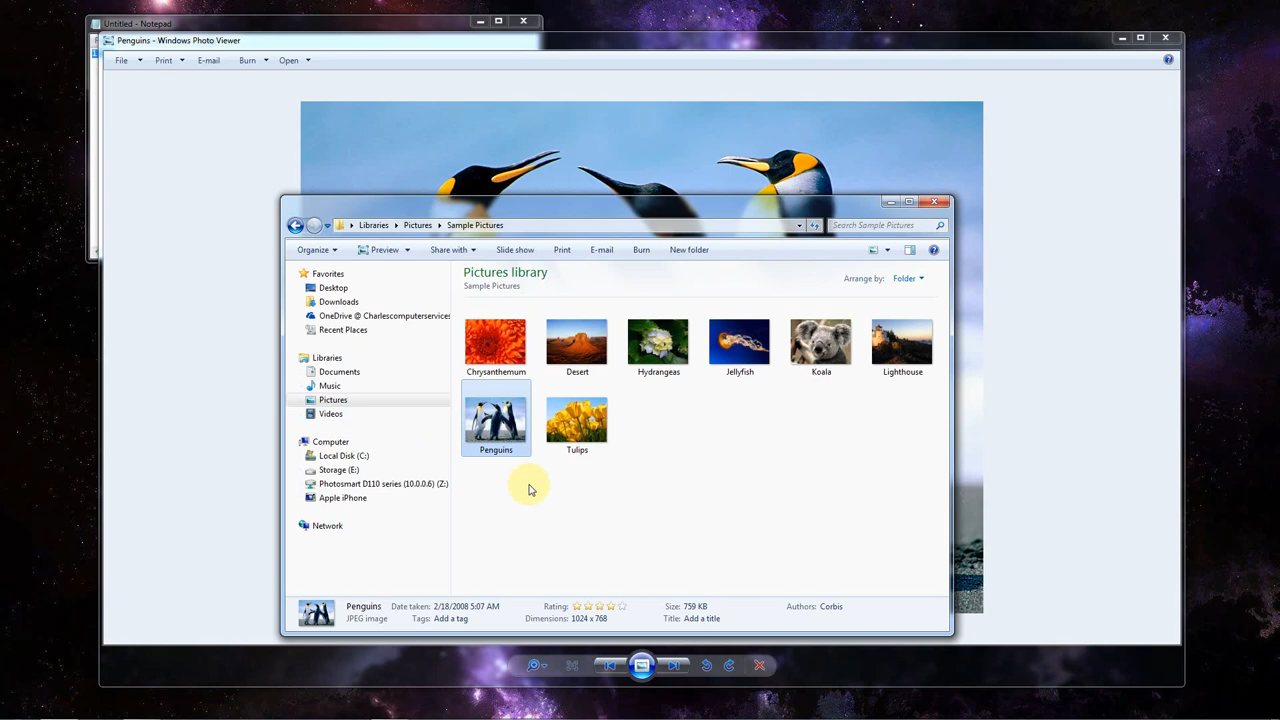 Untitled - Notepad
Penguins - Windows Photo Viewer
File Print E-mail Burn Open
Libraries Pictures Sample Pictures Search Sample Pictures
Organize Preview Share with Slide show Print E-mail Burn New folder
Favorites
Desktop
Downloads
OneDrive @ Charlescomputerservices
Recent Places
Libraries
Documents
Music
Pictures
Videos
Computer
Local Disk (C:)
Storage (E:)
Photosmart D110 series (10.0.0.6) (Z:)
Apple iPhone
Network
Pictures library
Sample Pictures
Arrange by: Folder
Chrysanthemum Desert Hydrangeas Jellyfish Koala Lighthouse
Penguins Tulips
Penguins Date taken: 2/18/2008 5:07 AM Rating: Size: 759 KB Authors: Corbis
JPEG image Tags: Add a tag Dimensions: 1024 x 768 Title: Add a title